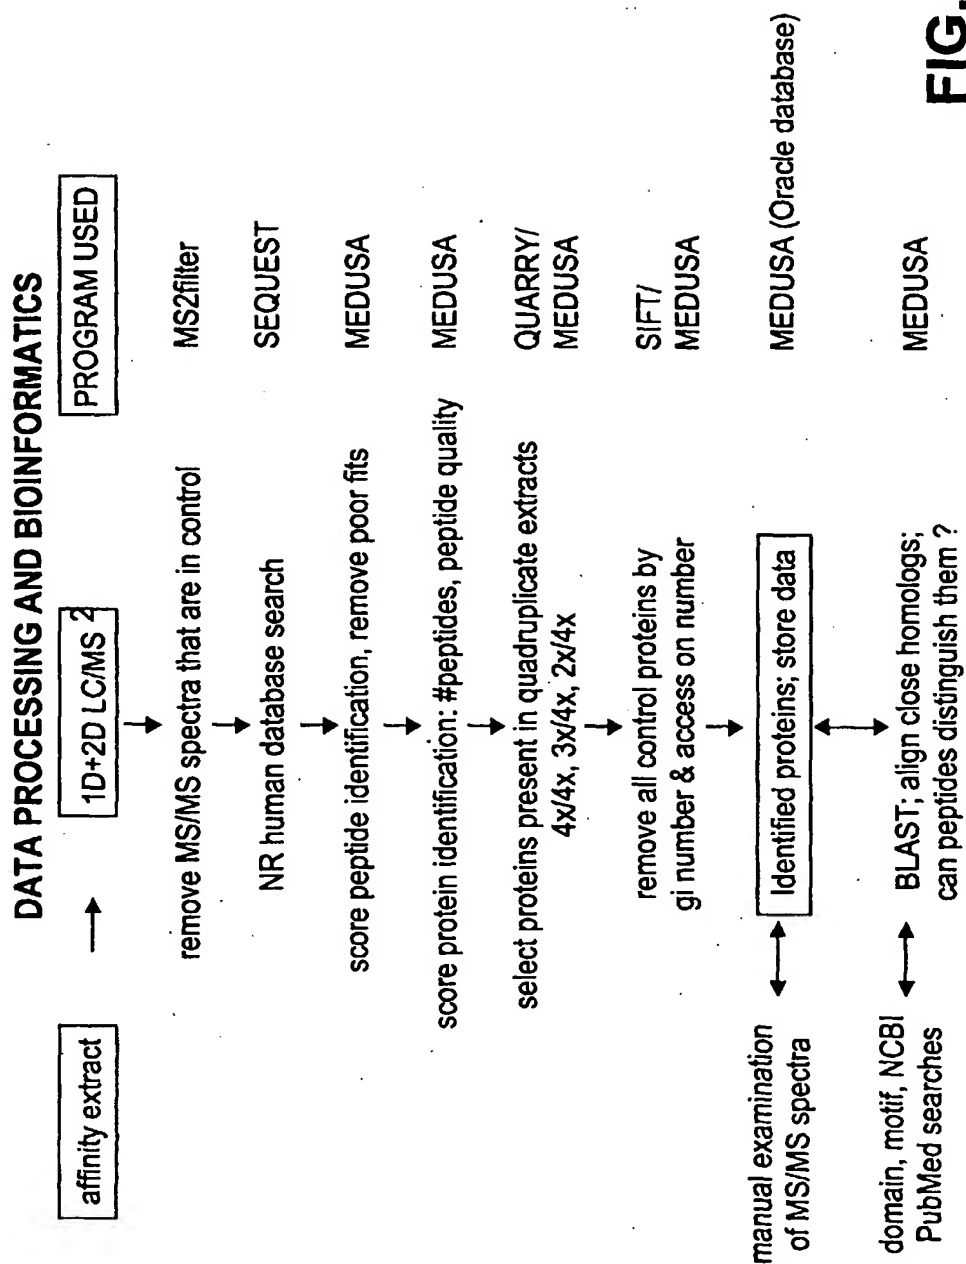 DATA PROCESSING AND BIOINFORMATICS
affinity extract
1D+2D LC/MS 2
PROGRAM USED
remove MS/MS spectra that are in control
MS2filter
NR human database search
SEQUEST
score peptide identification, remove poor fits
MEDUSA
score protein identification: #peptides, peptide quality
MEDUSA
select proteins present in quadruplicate extracts
4x/4x, 3x/4x, 2x/4x
QUARRY/
MEDUSA
remove all control proteins by
gi number & access on number
SIFT/
MEDUSA
manual examination
of MS/MS spectra
Identified proteins; store data
MEDUSA (Oracle database)
domain, motif, NCBI
PubMed searches
BLAST; align close homologs;
can peptides distinguish them ?
MEDUSA
FIG.